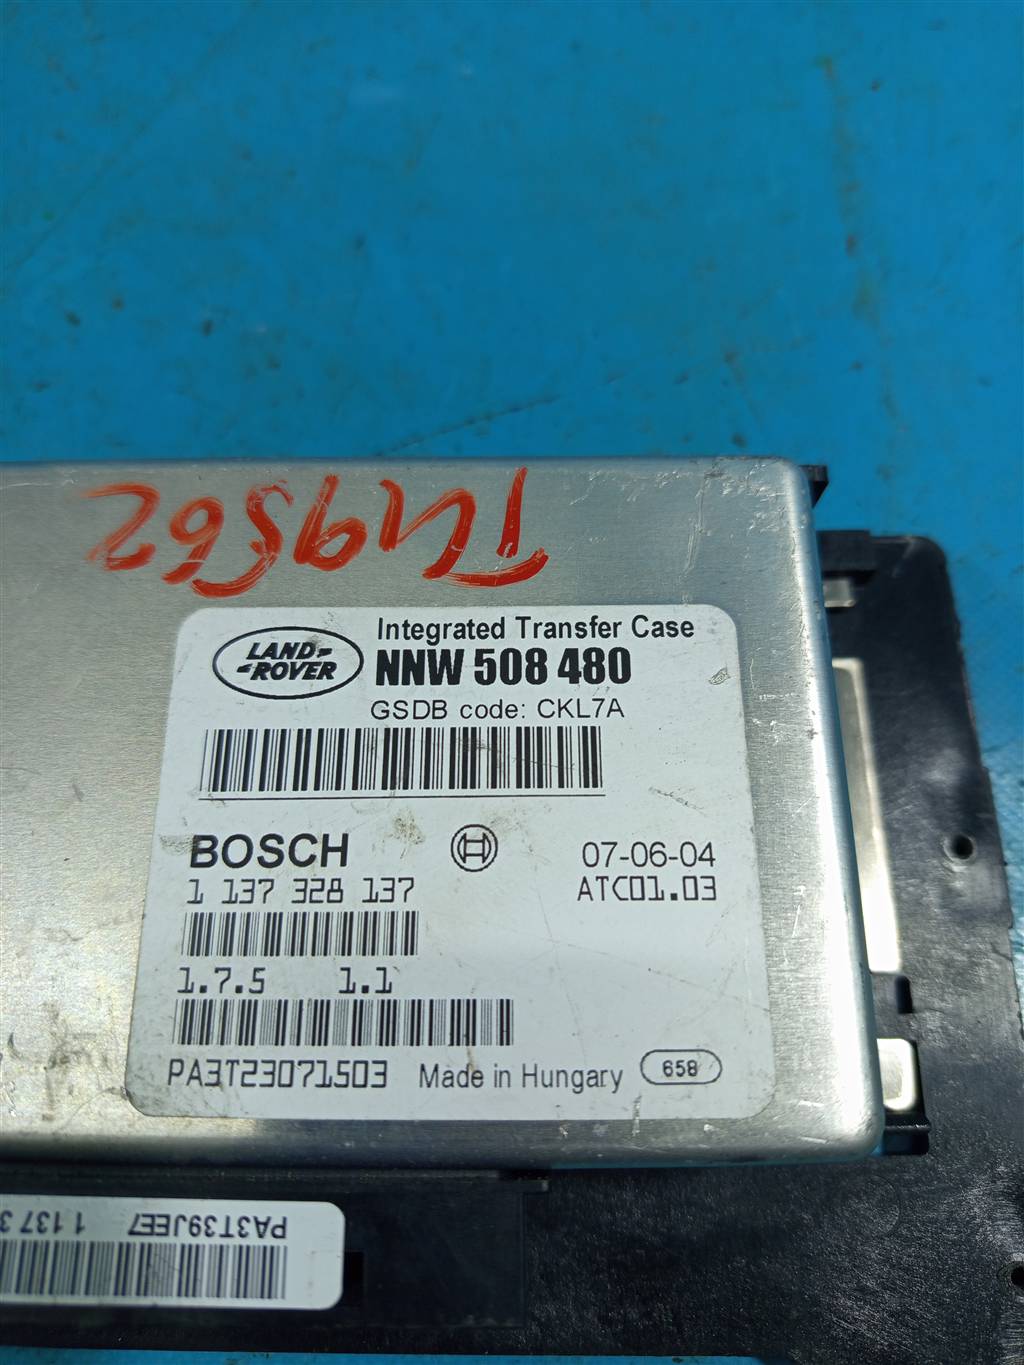 LAND-
-ROVER
Integrated Transfer Case
NNW 508 480
GSDB code: CKL7A
BOSCH
07-06-04
1 137 328 137
ATC01.03
1.7.5 1.1
PA3T23071503
Made in Hungary
658
PA3T39JEE7 1 137 3